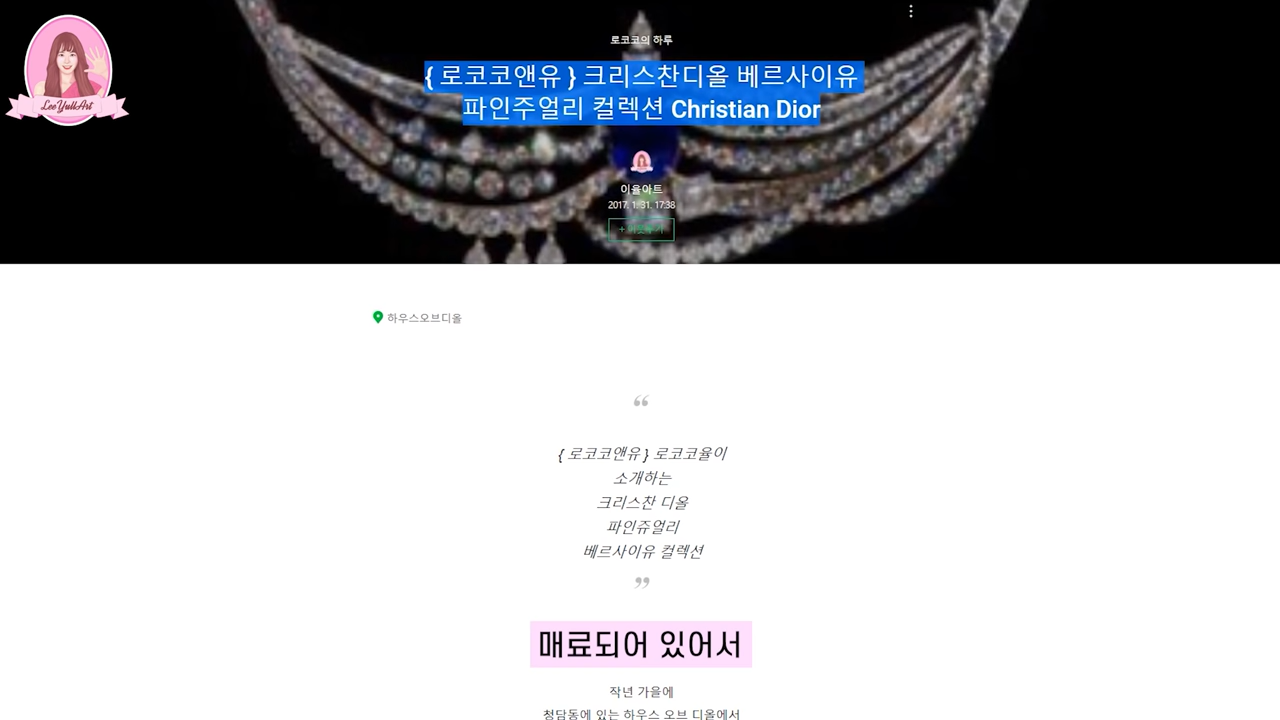 로코코의 하루
{ 로코코앤유 } 크리스찬디올 베르사이유
파인주얼리 컬렉션 Christian Dior
LeeYullArt
이율아트
2017. 1. 31. 17:38
하우스오브디올
“
{ 로코코앤유 } 로코코율이
소개하는
크리스찬 디올
파인쥬얼리
베르사이유 컬렉션
”
매료되어 있어서
작년 가을에
청담동에 있는 하우스 오브 디올에서